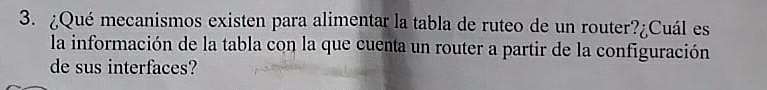 3. ¿Qué mecanismos existen para alimentar la tabla de ruteo de un router?¿Cuál es
la información de la tabla con la que cuenta un router a partir de la configuración
de sus interfaces?